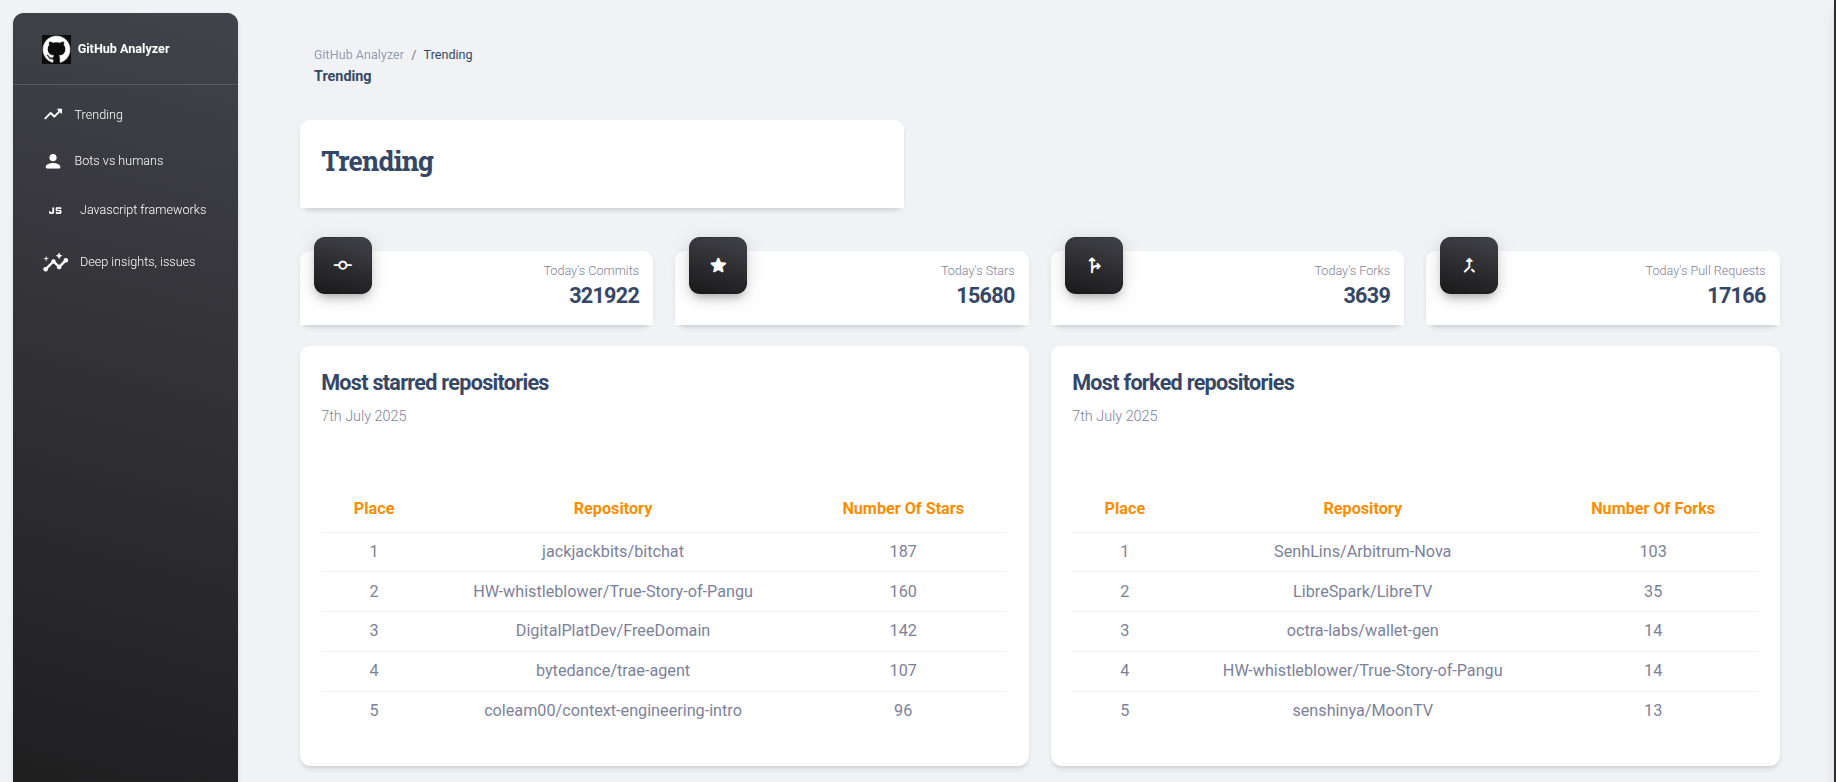 GitHub Analyzer
Trending
Bots vs humans
JS Javascript frameworks
Deep insights, issues
GitHub Analyzer / Trending
Trending
Trending
Today's Commits
321922
Today's Stars
15680
Today's Forks
3639
Today's Pull Requests
17166
Most starred repositories
7th July 2025
Place Repository Number Of Stars
1 jackjackbits/bitchat 187
2 HW-whistleblower/True-Story-of-Pangu 160
3 DigitalPlatDev/FreeDomain 142
4 bytedance/trae-agent 107
5 coleam00/context-engineering-intro 96
Most forked repositories
7th July 2025
Place Repository Number Of Forks
1 SenhLins/Arbitrum-Nova 103
2 LibreSpark/LibreTV 35
3 octra-labs/wallet-gen 14
4 HW-whistleblower/True-Story-of-Pangu 14
5 senshinya/MoonTV 13